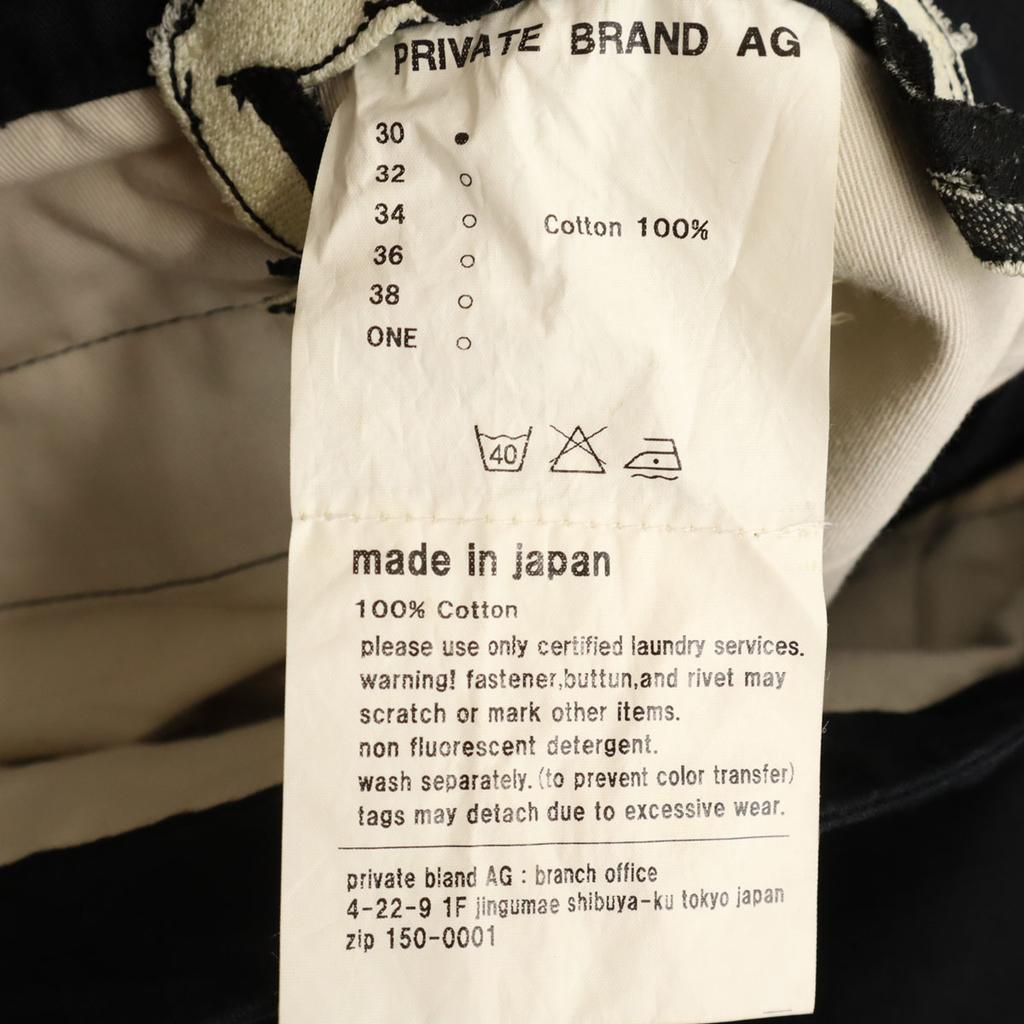 PRIVATE BRAND AG
30
32
34
Cotton 100%
36
38
ONE
40
made in japan
100% Cotton
please use only certified laundry services.
warning! fastener,buttun,and rivet may
scratch or mark other items.
non fluorescent detergent.
wash separately. (to prevent color transfer)
tags may detach due to excessive wear.
private bland AG : branch office
4-22-9 1F jingumae shibuya-ku tokyo japan
zip 150-0001